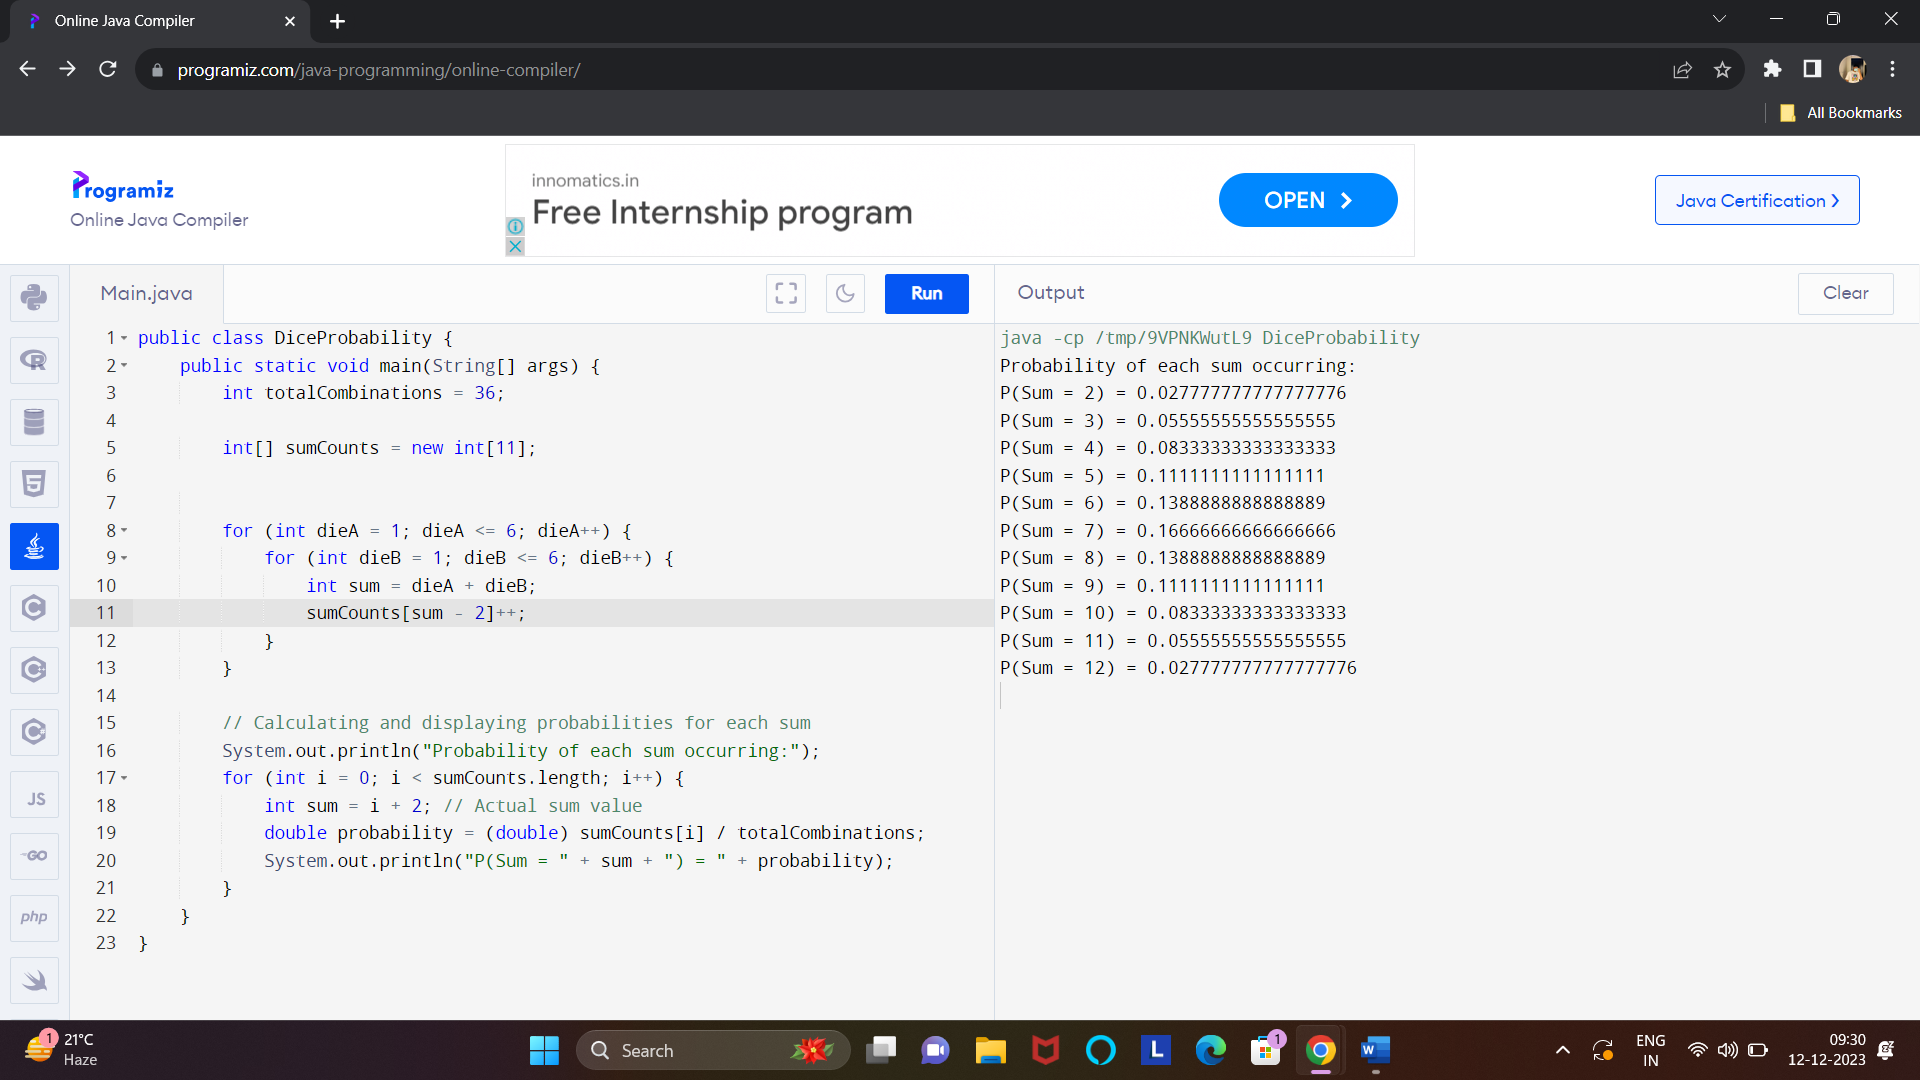 Online Java Compiler
programiz.com/java-programming/online-compiler/
All Bookmarks
Programiz
Online Java Compiler
innomatics.in
Free Internship program
OPEN
Java Certification
Main.java
Run
Output
Clear
1 public class DiceProbability {
2 public static void main(String[] args) {
3 int totalCombinations = 36;
4
5 int[] sumCounts = new int[11];
6
7
8 for (int dieA = 1; dieA <= 6; dieA++) {
9 for (int dieB = 1; dieB <= 6; dieB++) {
10 int sum = dieA + dieB;
11 sumCounts[sum - 2]++;
12 }
13 }
14
15 // Calculating and displaying probabilities for each sum
16 System.out.println("Probability of each sum occurring:");
17 for (int i = 0; i < sumCounts.length; i++) {
18 int sum = i + 2; // Actual sum value
19 double probability = (double) sumCounts[i] / totalCombinations;
20 System.out.println("P(Sum = " + sum + ") = " + probability);
21 }
22 }
23 }
java -cp /tmp/9VPNKWutL9 DiceProbability
Probability of each sum occurring:
P(Sum = 2) = 0.027777777777777776
P(Sum = 3) = 0.05555555555555555
P(Sum = 4) = 0.08333333333333333
P(Sum = 5) = 0.1111111111111111
P(Sum = 6) = 0.1388888888888889
P(Sum = 7) = 0.16666666666666666
P(Sum = 8) = 0.1388888888888889
P(Sum = 9) = 0.1111111111111111
P(Sum = 10) = 0.08333333333333333
P(Sum = 11) = 0.05555555555555555
P(Sum = 12) = 0.027777777777777776
R
5
C
C
C
JS
GO
php
1
21°C
Haze
Search
L
1
W
ENG
IN
09:30
12-12-2023